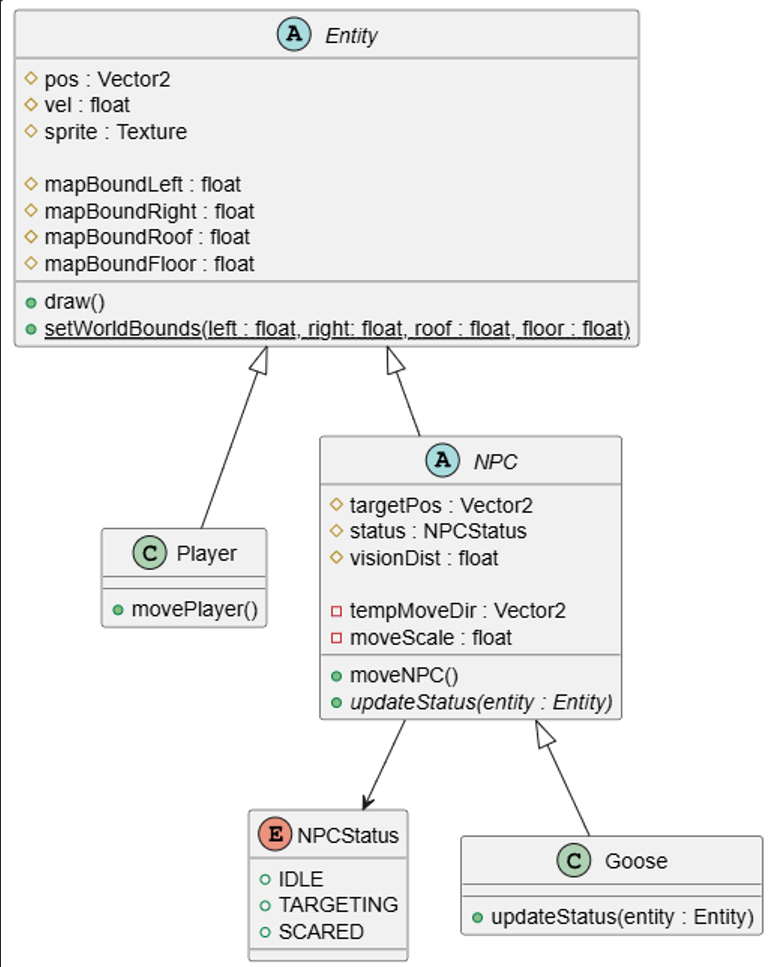 A Entity
pos : Vector2
vel : float
sprite : Texture
mapBoundLeft : float
mapBoundRight : float
mapBoundRoof : float
mapBoundFloor : float
draw()
setWorldBounds(left : float, right: float, roof : float, floor : float)
A NPC
targetPos : Vector2
status : NPCStatus
visionDist : float
tempMoveDir : Vector2
moveScale : float
moveNPC()
updateStatus(entity : Entity)
C Player
movePlayer()
E NPCStatus
IDLE
TARGETING
SCARED
C Goose
updateStatus(entity : Entity)